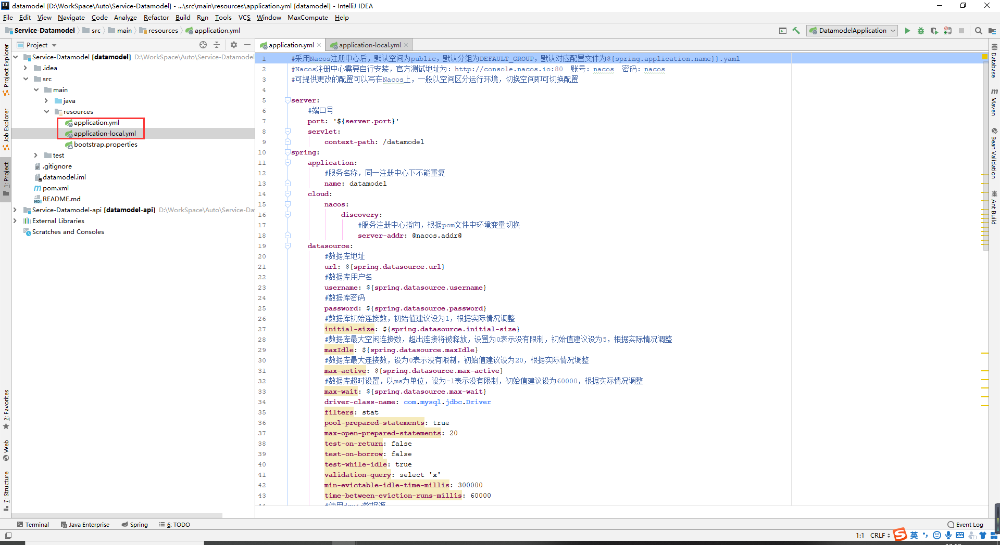 datamodel [D:\WorkSpace\Auto\Service-Datamodel] - ...\src\main\resources\application.yml [datamodel] - IntelliJ IDEA
File Edit View Navigate Code Analyze Refactor Build Run Tools VCS Window MaxCompute Help
Service-Datamodel src main resources application.yml
DatamodelApplication
Project
application.yml
application-local.yml
Service-Datamodel [datamodel] D:\WorkSpace\Auto\Service-Datamodel
.idea
src
main
java
resources
application.yml
application-local.yml
bootstrap.properties
test
.gitignore
datamodel.iml
pom.xml
README.md
Service-Datamodel-api [datamodel-api] D:\WorkSpace\Auto\Service-Da
External Libraries
Scratches and Consoles
Project Explorer
Job Explorer
1: Project
2: Favorites
Web
7: Structure
1 #采用Nacos注册中心后，默认空间为public，默认分组为DEFAULT_GROUP，默认对应配置文件为${spring.application.name}}.yaml
2 #Nacos注册中心需要自行安装，官方测试地址为：http://console.nacos.io:80 账号：nacos 密码：nacos
3 #可提供更改的配置可以写在Nacos上，一般以空间区分运行环境，切换空间即可切换配置
4
5 server:
6 #端口号
7 port: '${server.port}'
8 servlet:
9 context-path: /datamodel
10 spring:
11 application:
12 #服务名称，同一注册中心下不能重复
13 name: datamodel
14 cloud:
15 nacos:
16 discovery:
17 #服务注册中心指向，根据pom文件中环境变量切换
18 server-addr: @nacos.addr@
19 datasource:
20 #数据库地址
21 url: ${spring.datasource.url}
22 #数据库用户名
23 username: ${spring.datasource.username}
24 #数据库密码
25 password: ${spring.datasource.password}
26 #数据库初始连接数，初始值建议设为1，根据实际情况调整
27 initial-size: ${spring.datasource.initial-size}
28 #数据库最大空闲连接数，超出连接将被释放，设置为0表示没有限制，初始值建议设为5，根据实际情况调整
29 maxIdle: ${spring.datasource.maxIdle}
30 #数据库最大连接数，设为0表示没有限制，初始值建议设为20，根据实际情况调整
31 max-active: ${spring.datasource.max-active}
32 #数据库超时设置，以ms为单位，设为-1表示没有限制，初始值建议设为60000，根据实际情况调整
33 max-wait: ${spring.datasource.max-wait}
34 driver-class-name: com.mysql.jdbc.Driver
35 filters: stat
36 pool-prepared-statements: true
37 max-open-prepared-statements: 20
38 test-on-return: false
39 test-on-borrow: false
40 test-while-idle: true
41 validation-query: select 'x'
42 min-evictable-idle-time-millis: 300000
43 time-between-eviction-runs-millis: 60000
Database
m Maven
Bean Validation
Ant Build
Terminal Java Enterprise Spring 6: TODO
Event Log
1:1 CRLF 英